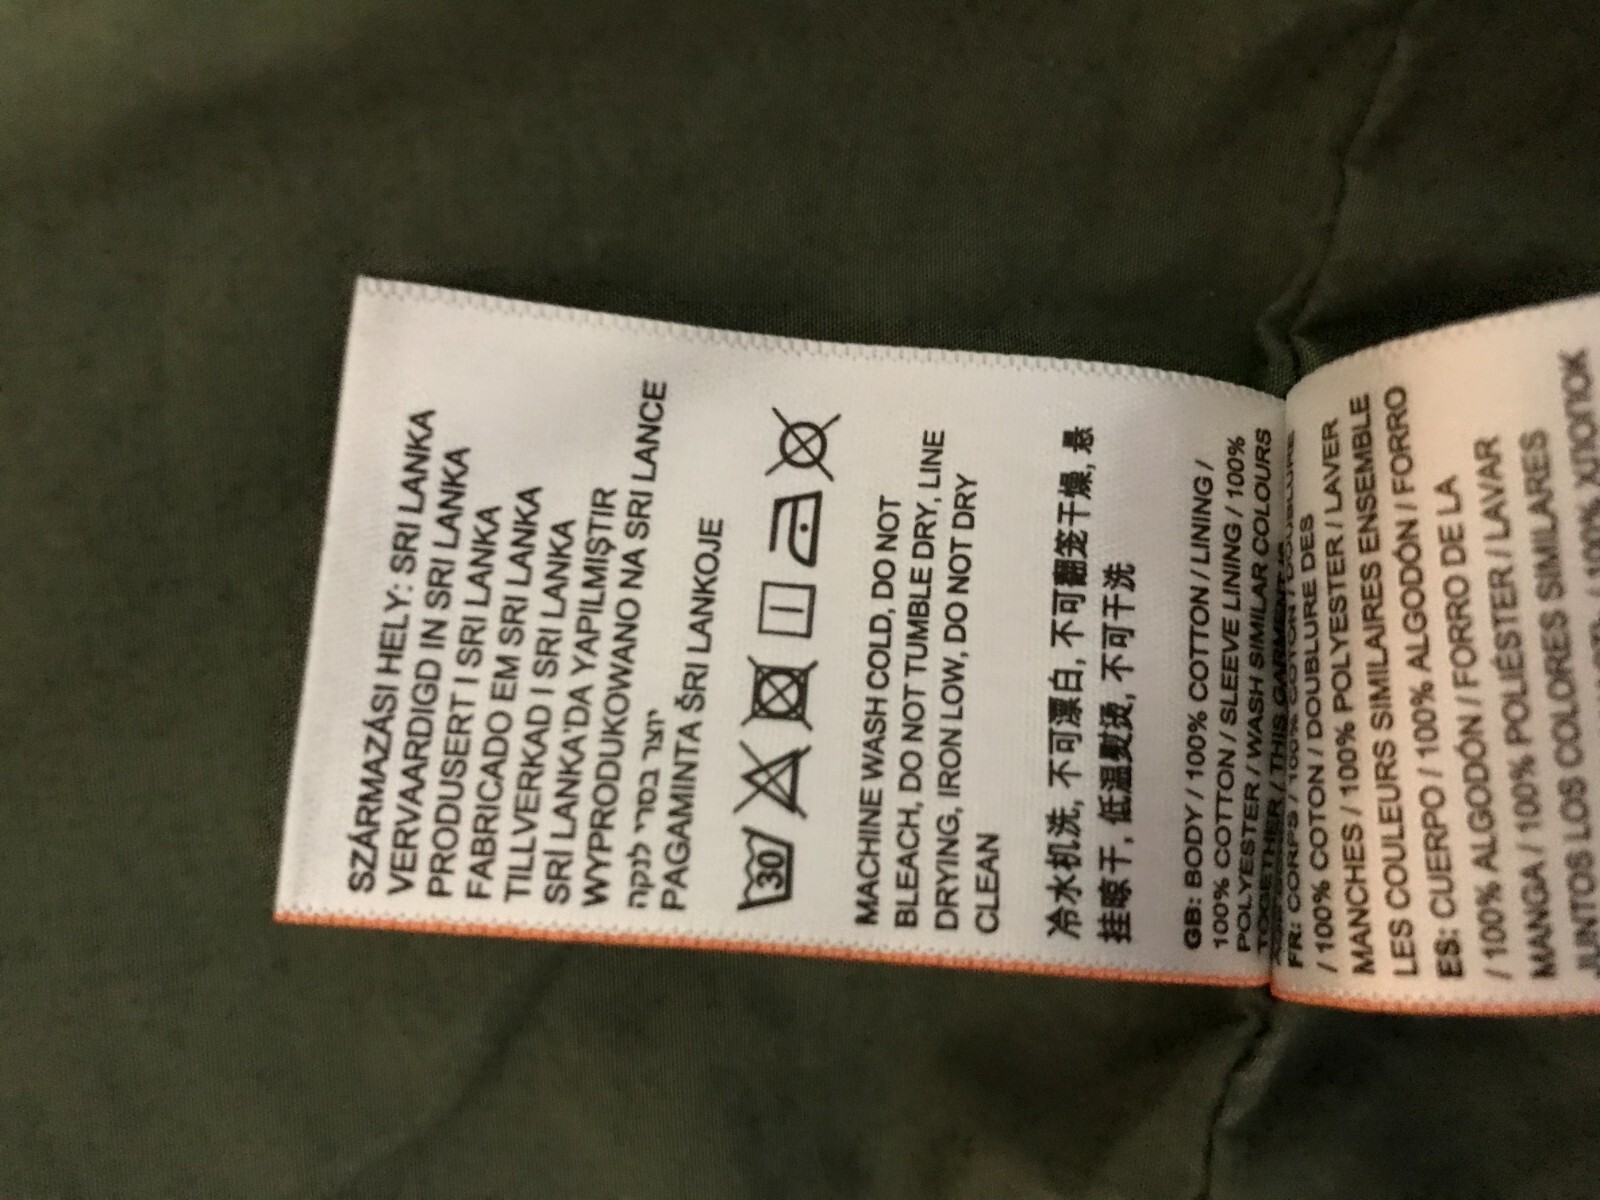 SZÁRMAZÁSI HELY: SRI LANKA
VERVAARDIGD IN SRI LANKA
PRODUSERT I SRI LANKA
FABRICADO EM SRI LANKA
TILLVERKAD I SRI LANKA
SRİ LANKA'DA YAPILMIŞTIR
WYPRODUKOWANO NA SRI LANCE
יוצר בסרי לנקה
PAGAMINTA ŠRI LANKOJE
30
MACHINE WASH COLD, DO NOT
BLEACH, DO NOT TUMBLE DRY, LINE
DRYING, IRON LOW, DO NOT DRY
CLEAN
冷水机洗, 不可漂白, 不可翻笼干燥, 悬
挂晾干, 低温熨烫, 不可干洗
GB: BODY / 100% COTTON / LINING /
100% COTTON / SLEEVE LINING / 100%
POLYESTER / WASH SIMILAR COLOURS
TOGETHER / THIS GARMENT
FR: CORPS / 100% COTON / DOUBLURE
/ 100% COTON / DOUBLURE DES
MANCHES / 100% POLYESTER / LAVER
LES COULEURS SIMILAIRES ENSEMBLE
ES: CUERPO / 100% ALGODÓN / FORRO
/ 100% ALGODÓN / FORRO DE LA
MANGA / 100% POLIÉSTER / LAVAR
JUNTOS LOS COLORES SIMILARES
/ 100%